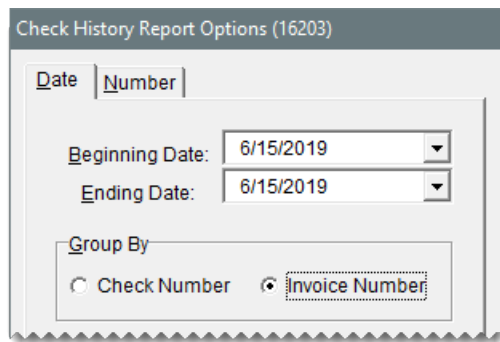 Check History Report Options (16203)
Date Number
Beginning Date: 6/15/2019
Ending Date: 6/15/2019
Group By
Check Number Invoice Number